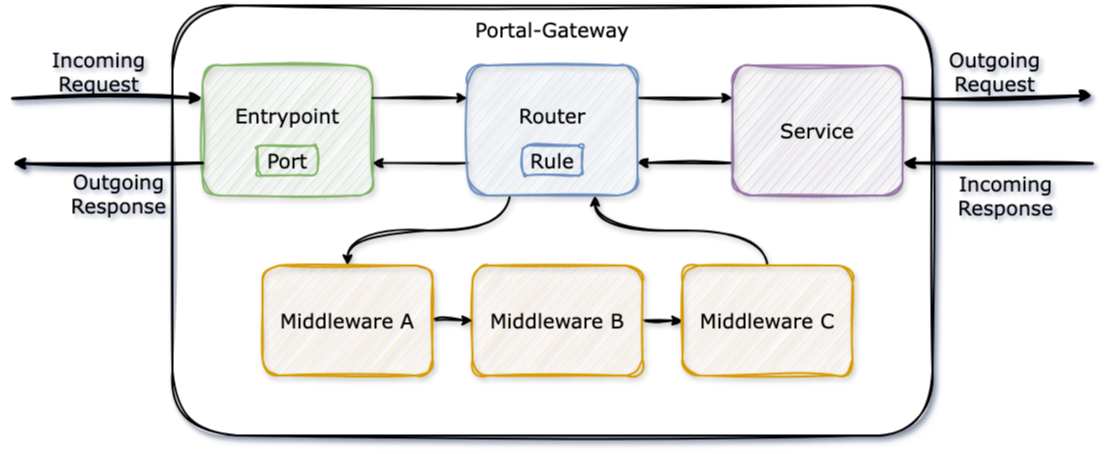 Portal-Gateway
Incoming
Request
Outgoing
Request
Entrypoint
Port
Router
Rule
Service
Outgoing
Response
Incoming
Response
Middleware A
Middleware B
Middleware C